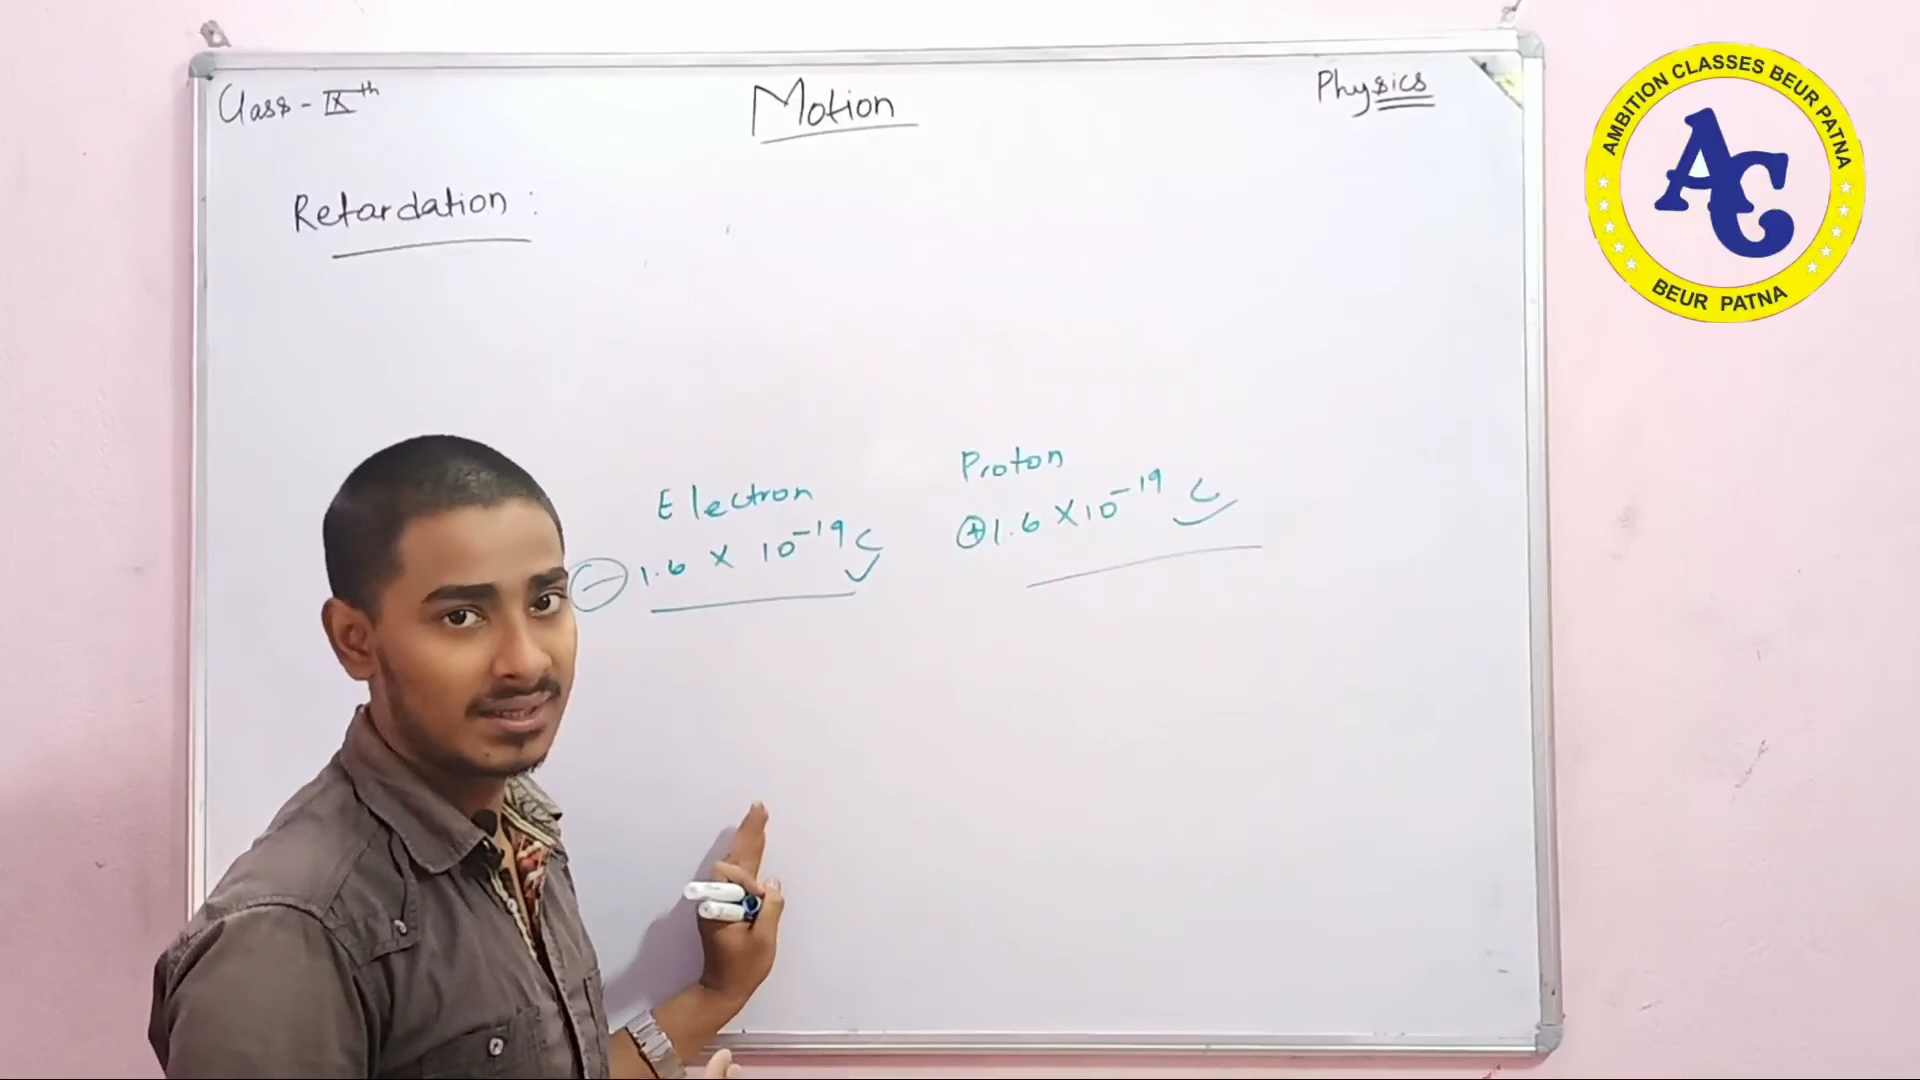 Class - IXth
Motion
Physics
AMBITION CLASSES BEUR PATNA
AC
BEUR PATNA
Retardation :
Electron
- 1.6 × 10⁻¹⁹ C
Proton
+ 1.6 × 10⁻¹⁹ C